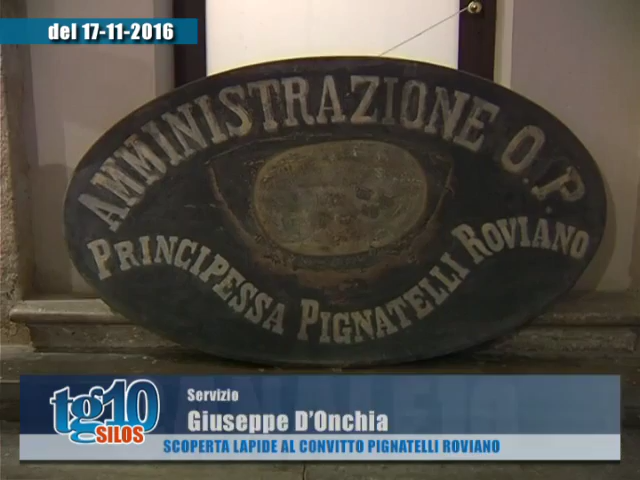 del 17-11-2016
AMMINISTRAZIONE O.P.
PRINCIPESSA PIGNATELLI ROVIANO
Servizio
tg10
SILOS
Giuseppe D'Onchia
SCOPERTA LAPIDE AL CONVITTO PIGNATELLI ROVIANO